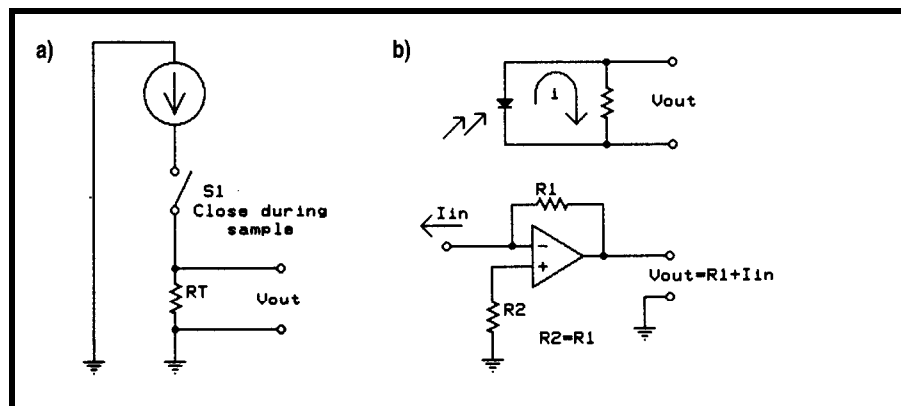 a)
S1
Close during
sample
RT
Vout
b)
i
Vout
R1
Iin
-
+
R2
R2=R1
Vout=R1+Iin